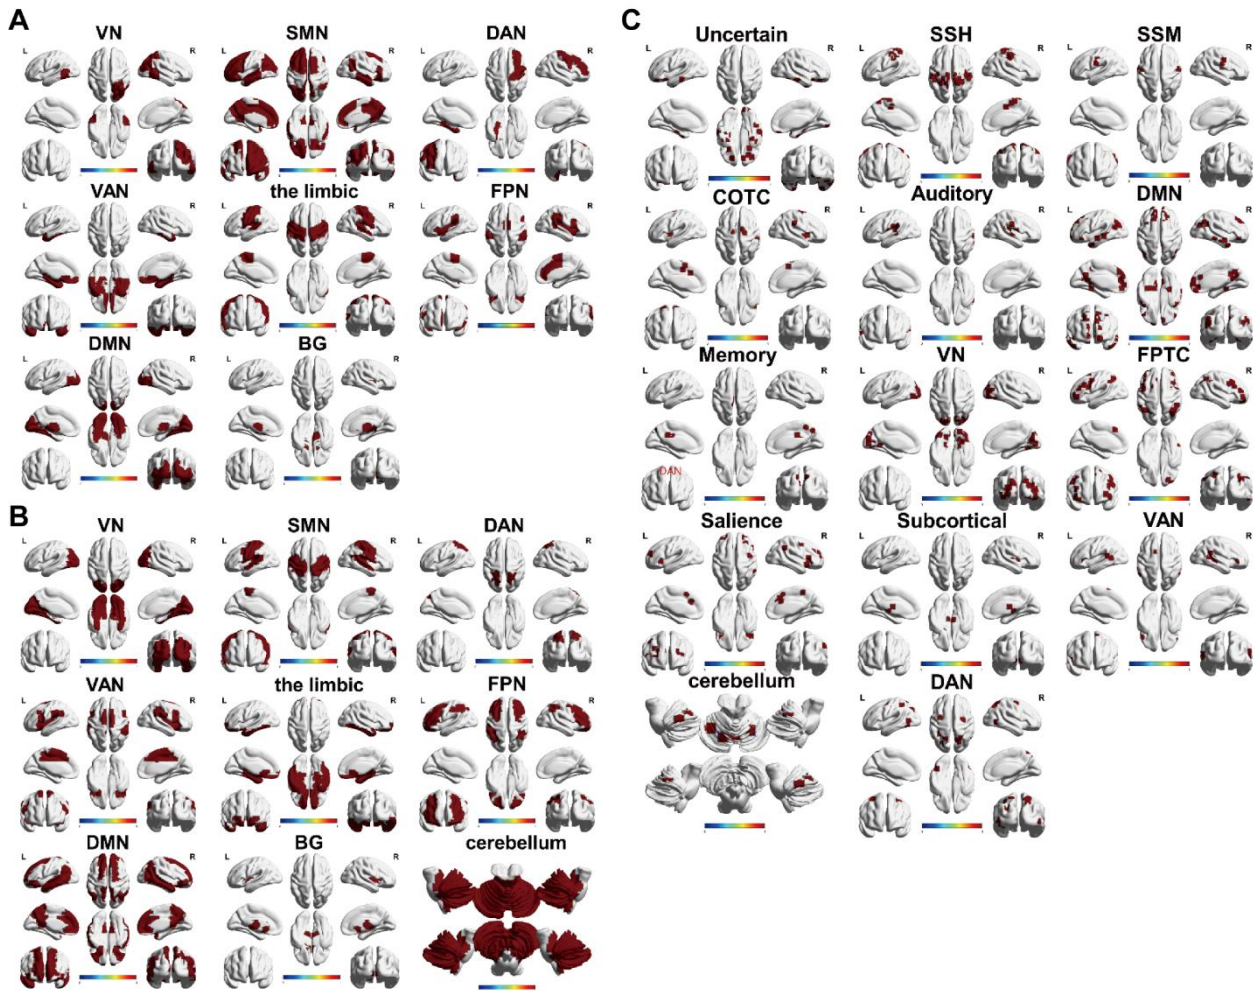 A
VN SMN DAN
L R L R L R
VAN the limbic FPN
L R L R L R
DMN BG
L R L R
B
VN SMN DAN
L R L R L R
VAN the limbic FPN
L R L R L R
DMN BG cerebellum
L R L R
C
Uncertain SSH SSM
L R L R L R
COTC Auditory DMN
L R L R L R
Memory VN FPTC
L R L R L R
DAN
Salience Subcortical VAN
L R L R L R
cerebellum DAN
L R